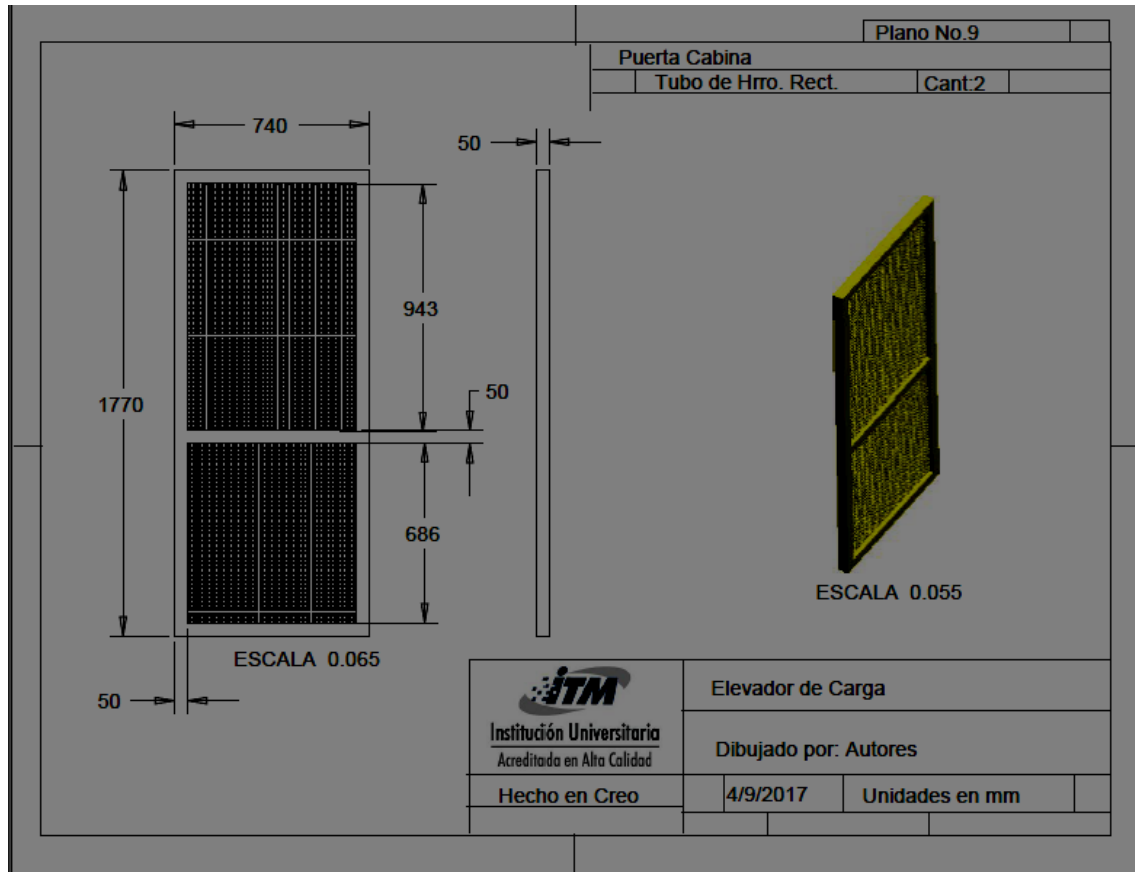 Plano No.9
Puerta Cabina
Tubo de Hrro. Rect.
Cant:2
740
50
943
1770
50
686
ESCALA 0.065
50
ESCALA 0.055
iTM
Institución Universitaria
Acreditada en Alta Calidad
Elevador de Carga
Dibujado por: Autores
Hecho en Creo
4/9/2017
Unidades en mm